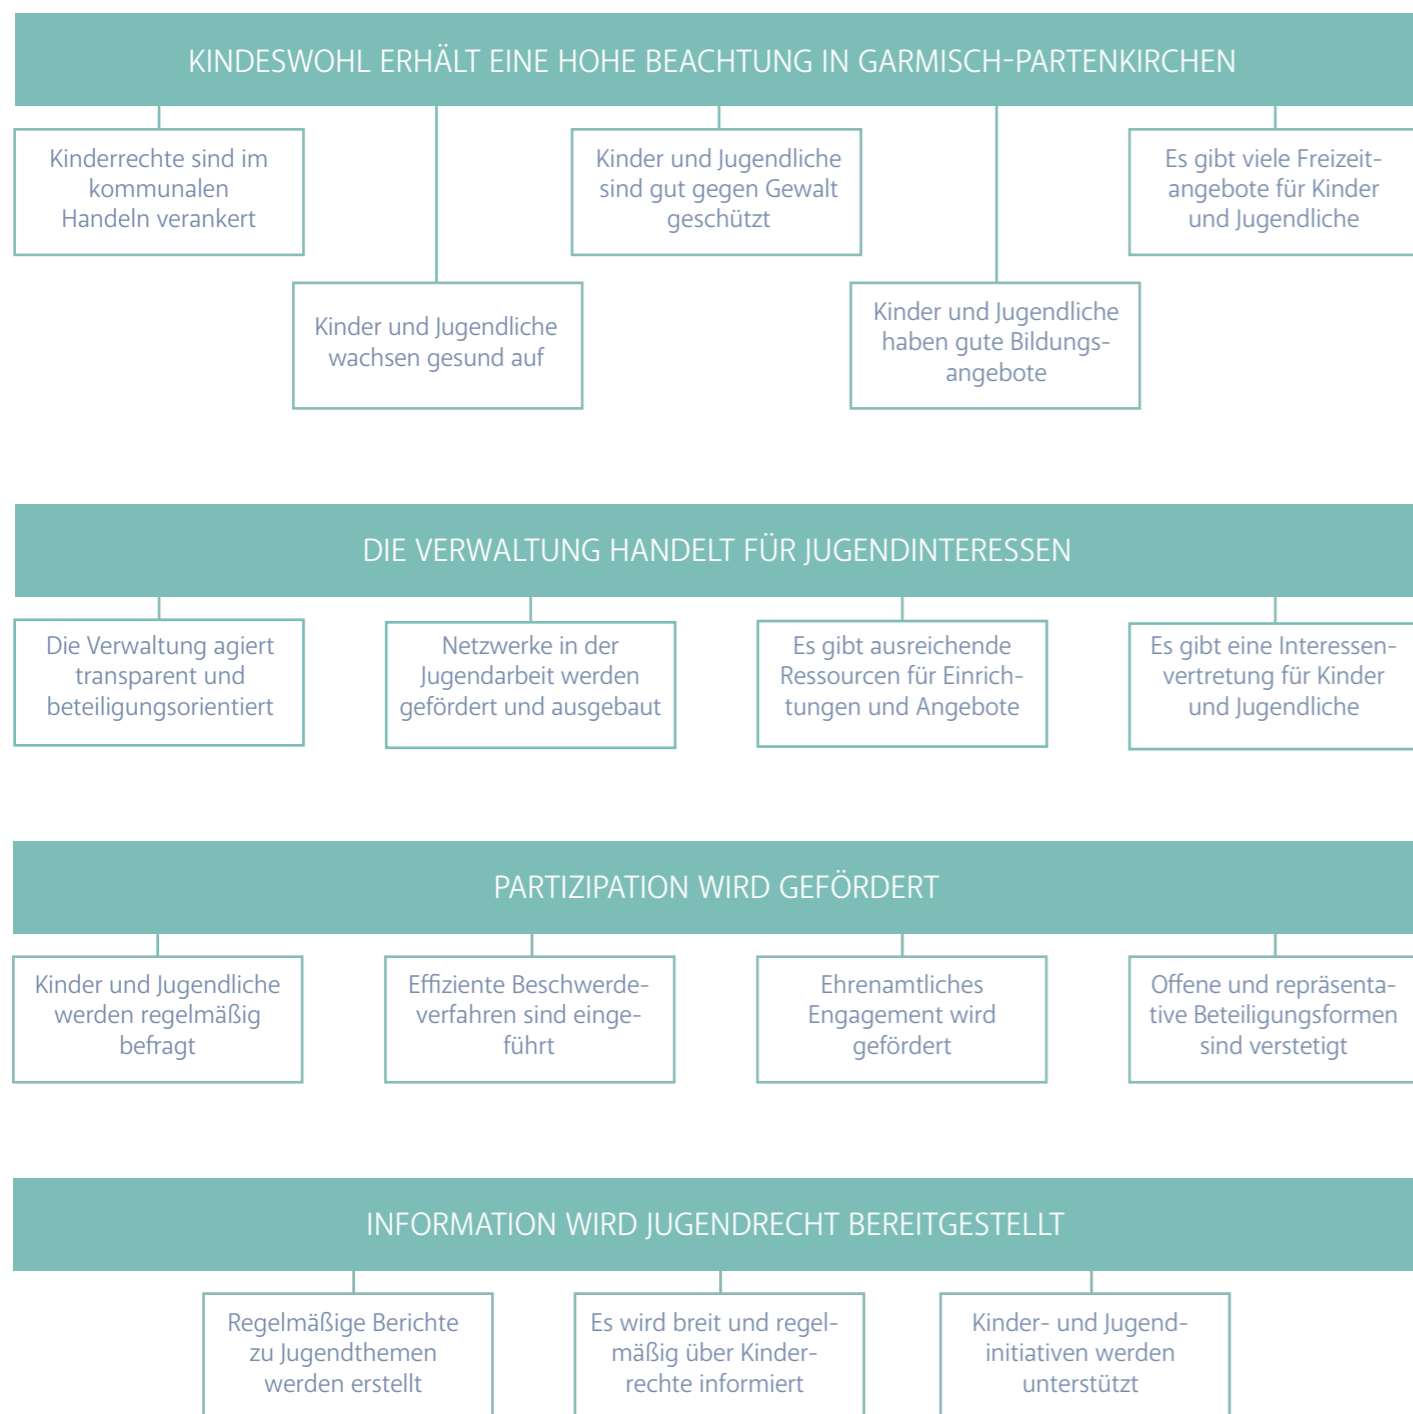 KINDESWOHL ERHÄLT EINE HOHE BEACHTUNG IN GARMISCH-PARTENKIRCHEN
Kinderrechte sind im
kommunalen
Handeln verankert
Kinder und Jugendliche
wachsen gesund auf
Kinder und Jugendliche
sind gut gegen Gewalt
geschützt
Kinder und Jugendliche
haben gute Bildungs-
angebote
Es gibt viele Freizeit-
angebote für Kinder
und Jugendliche
DIE VERWALTUNG HANDELT FÜR JUGENDINTERESSEN
Die Verwaltung agiert
transparent und
beteiligungsorientiert
Netzwerke in der
Jugendarbeit werden
gefördert und ausgebaut
Es gibt ausreichende
Ressourcen für Einrich-
tungen und Angebote
Es gibt eine Interessen-
vertretung für Kinder
und Jugendliche
PARTIZIPATION WIRD GEFÖRDERT
Kinder und Jugendliche
werden regelmäßig
befragt
Effiziente Beschwerde-
verfahren sind einge-
führt
Ehrenamtliches
Engagement wird
gefördert
Offene und repräsenta-
tive Beteiligungsformen
sind verstetigt
INFORMATION WIRD JUGENDRECHT BEREITGESTELLT
Regelmäßige Berichte
zu Jugendthemen
werden erstellt
Es wird breit und regel-
mäßig über Kinder-
rechte informiert
Kinder- und Jugend-
initiativen werden
unterstützt